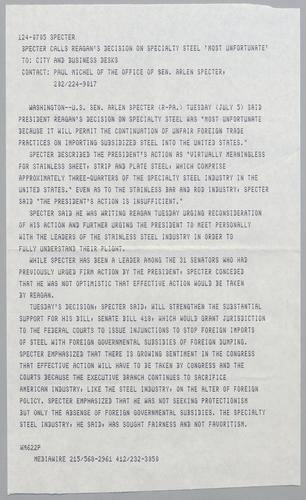 124-0705 SPECTER
SPECTER CALLS REAGAN'S DECISION ON SPECIALTY STEEL 'MOST UNFORTUNATE'
TO: CITY AND BUSINESS DESKS
CONTACT: PAUL MICHEL OF THE OFFICE OF SEN. ARLEN SPECTER,
202/224-9017
WASHINGTON--U.S. SEN. ARLEN SPECTER (R-PA.) TUESDAY (JULY 5) SAID
PRESIDENT REAGAN'S DECISION ON SPECIALTY STEEL WAS "MOST UNFORTUNATE
BECAUSE IT WILL PERMIT THE CONTINUATION OF UNFAIR FOREIGN TRADE
PRACTICES ON IMPORTING SUBSIDIZED STEEL INTO THE UNITED STATES."
SPECTER DESCRIBED THE PRESIDENT'S ACTION AS "VIRTUALLY MEANINGLESS
FOR STAINLESS SHEET, STRIP AND PLATE STEEL, WHICH COMPRISE
APPROXIMATELY THREE-QUARTERS OF THE SPECIALTY STEEL INDUSTRY IN THE
UNITED STATES." EVEN AS TO THE STAINLESS BAR AND ROD INDUSTRY, SPECTER
SAID "THE PRESIDENT'S ACTION IS INSUFFICIENT."
SPECTER SAID HE WAS WRITING REAGAN TUESDAY URGING RECONSIDERATION
OF HIS ACTION AND FURTHER URGING THE PRESIDENT TO MEET PERSONALLY
WITH THE LEADERS OF THE STAINLESS STEEL INDUSTRY IN ORDER TO
FULLY UNDERSTAND THEIR PLIGHT.
WHILE SPECTER HAS BEEN A LEADER AMONG THE 31 SENATORS WHO HAD
PREVIOUSLY URGED FIRM ACTION BY THE PRESIDENT, SPECTER CONCEDED
THAT HE WAS NOT OPTIMISTIC THAT EFFECTIVE ACTION WOULD BE TAKEN
BY REAGAN.
TUESDAY'S DECISION, SPECTER SAID, WILL STRENGTHEN THE SUBSTANTIAL
SUPPORT FOR HIS BILL, SENATE BILL 418, WHICH WOULD GRANT JURISDICTION
TO THE FEDERAL COURTS TO ISSUE INJUNCTIONS TO STOP FOREIGN IMPORTS
OF STEEL WITH FOREIGN GOVERNMENTAL SUBSIDIES OF FOREIGN DUMPING.
SPECTER EMPHASIZED THAT THERE IS GROWING SENTIMENT IN THE CONGRESS
THAT EFFECTIVE ACTION WILL HAVE TO BE TAKEN BY CONGRESS AND THE
COURTS BECAUSE THE EXECUTIVE BRANCH CONTINUES TO SACRIFICE
AMERICAN INDUSTRY, LIKE THE STEEL INDUSTRY, ON THE ALTER OF FOREIGN
POLICY. SPECTER EMPHASIZED THAT HE WAS NOT SEEKING PROTECTIONISM
BUT ONLY THE ABSENSE OF FOREIGN GOVERNMENTAL SUBSIDIES. THE SPECIALTY
STEEL INDUSTRY, HE SAID, HAS SOUGHT FAIRNESS AND NOT FAVORITISM.
WM622P
MEDIAWIRE 215/568-2961 412/232-3650